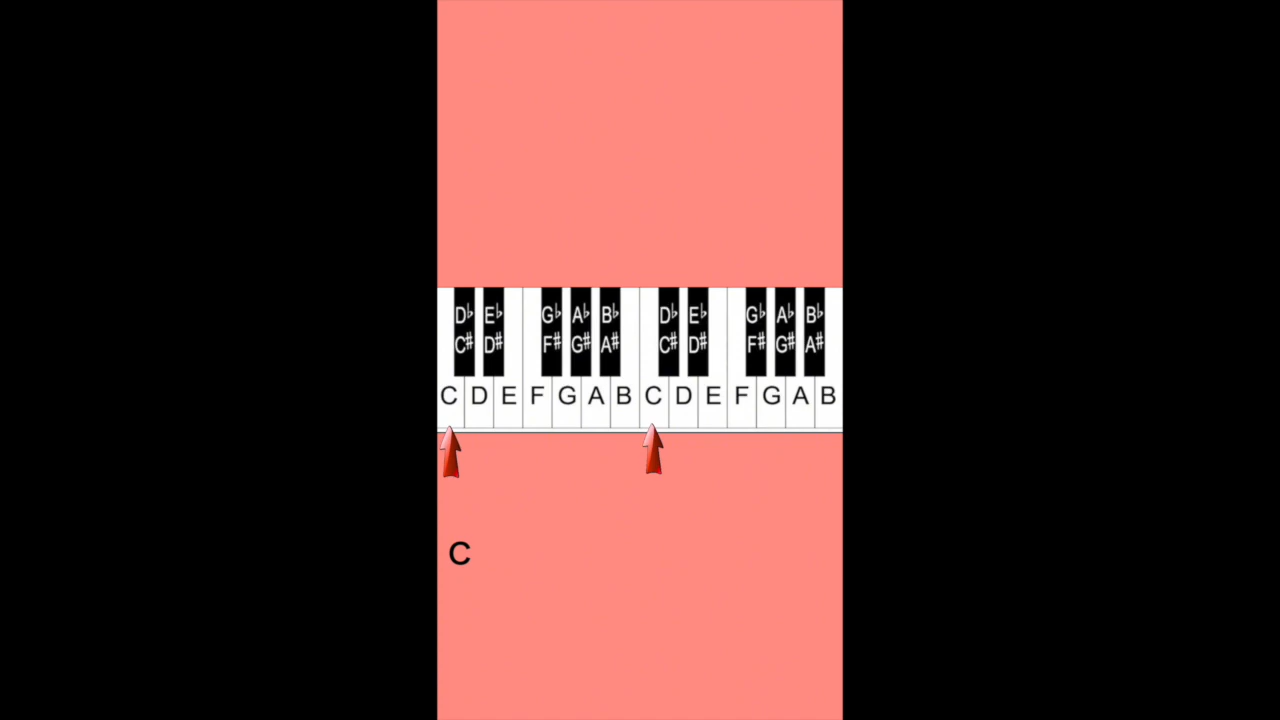 D♭ E♭ G♭ A♭ B♭ D♭ E♭ G♭ A♭ B♭
C# D# F# G# A# C# D# F# G# A#
C D E F G A B C D E F G A B
C